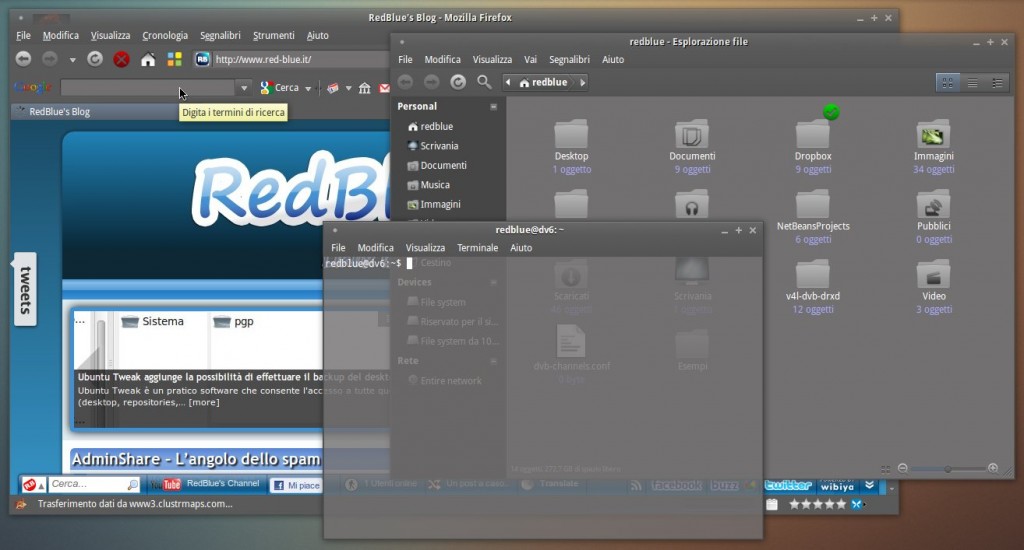 RedBlue's Blog - Mozilla Firefox
File Modifica Visualizza Cronologia Segnalibri Strumenti Aiuto
RB http://www.red-blue.it/
Google Cerca
Digita i termini di ricerca
RedBlue's Blog
RedBl
tweets
... Sistema pgp
Ubuntu Tweak aggiunge la possibilità di effettuare il backup del deskt
Ubuntu Tweak è un pratico software che consente l'accesso a tutte qu
(desktop, repositories,... [more]
AdminShare - L'angolo dello spam
Cerca... You Tube RedBlue's Channel Mi piace 1 Utenti online Un post a caso... Translate facebook buzz twitter wibiya
Trasferimento dati da www3.clustrmaps.com...
redblue - Esplorazione file
File Modifica Visualizza Vai Segnalibri Aiuto
redblue
Personal
redblue
Scrivania
Documenti
Musica
Immagini
Cestino
Devices
File system
Riservato per il si...
File system da 10...
Rete
Entire network
Desktop
1 oggetto
Documenti
9 oggetti
Dropbox
9 oggetti
Immagini
34 oggetti
NetBeansProjects
6 oggetti
Pubblici
0 oggetti
Scaricati
Scrivania
v4l-dvb-drxd
12 oggetti
Video
3 oggetti
dvb-channels.conf
0 byte
Esempi
redblue@dv6: ~
File Modifica Visualizza Terminale Aiuto
redblue@dv6:~$